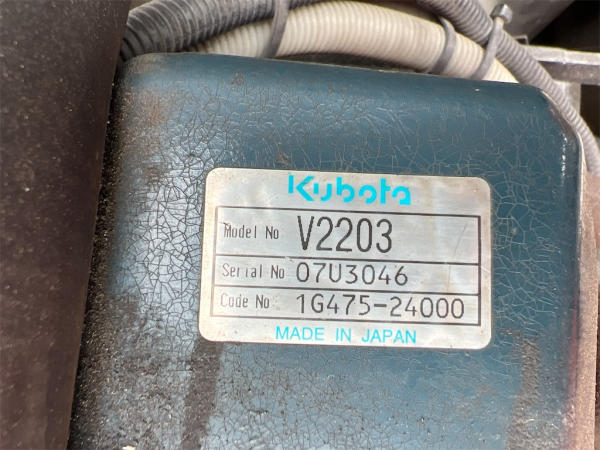 Kubota
Model No V2203
Serial No 07U3046
Code No 1G475-24000
MADE IN JAPAN